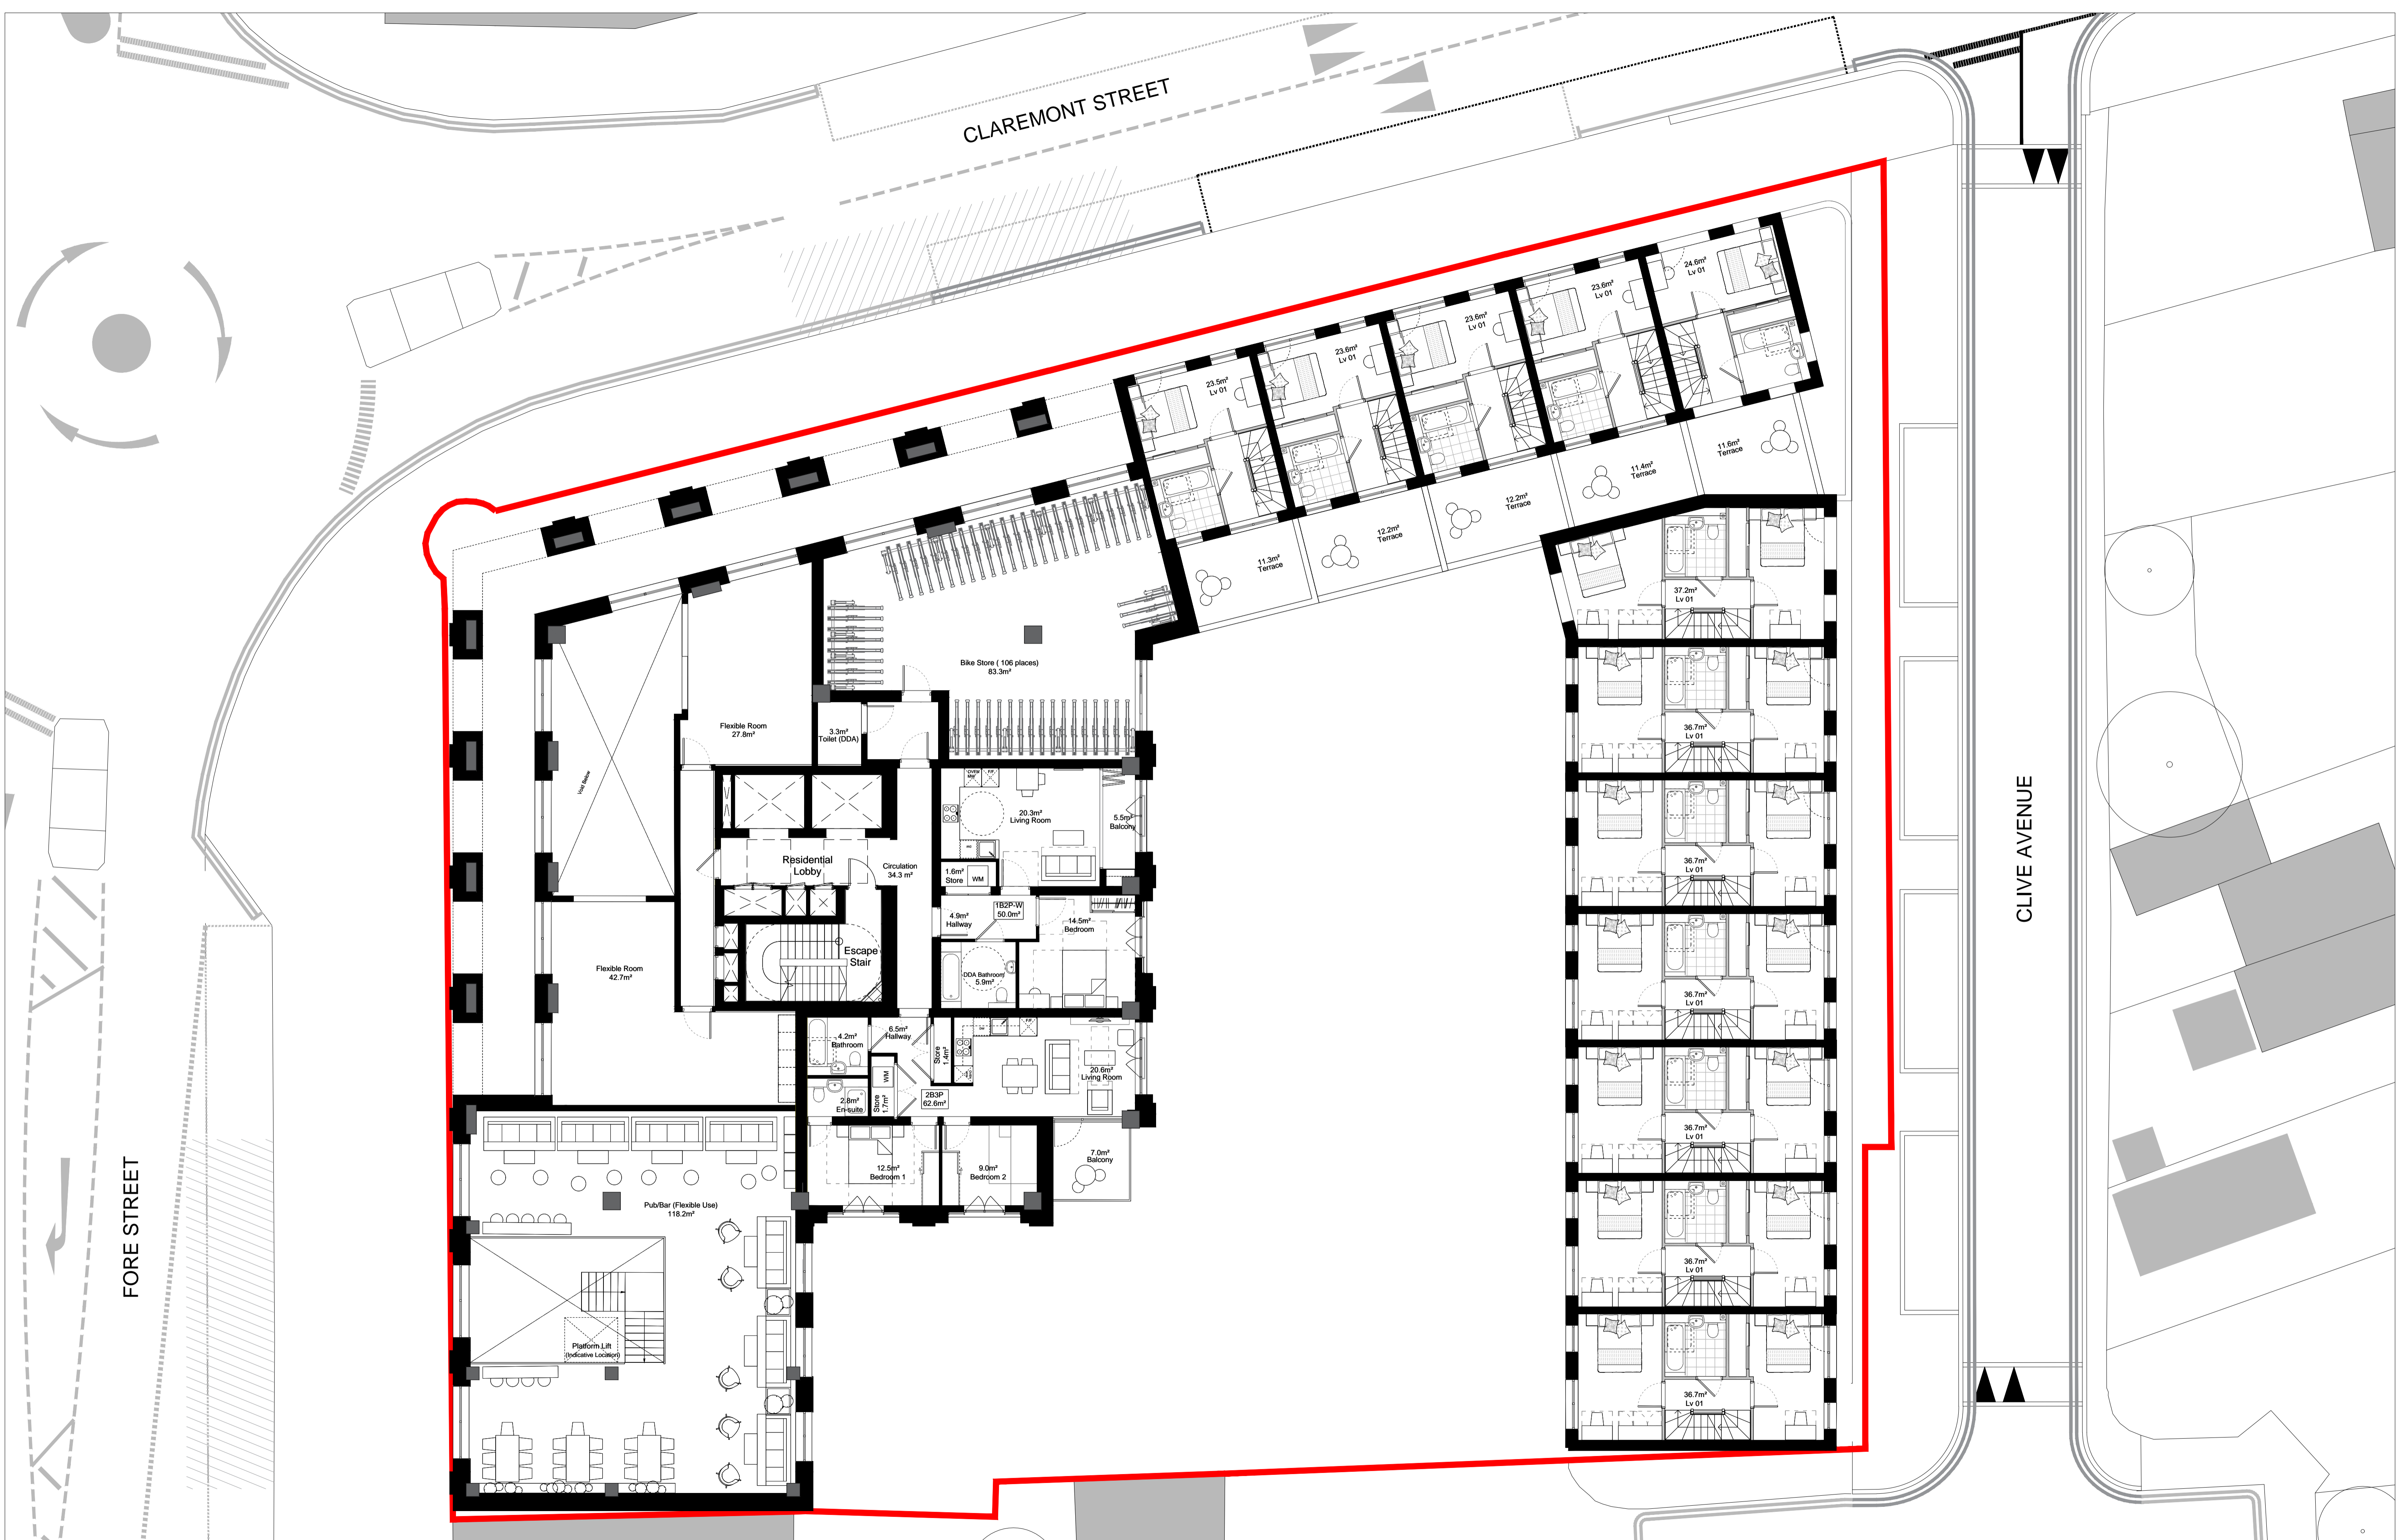 CLAREMONT STREET
24.6m²
Lv 01
23.6m²
Lv 01
23.6m²
Lv 01
23.6m²
Lv 01
23.5m²
Lv 01
11.6m²
Terrace
11.4m²
Terrace
12.2m²
Terrace
12.2m²
Terrace
11.3m²
Terrace
37.2m²
Lv 01
36.7m²
Lv 01
36.7m²
Lv 01
36.7m²
Lv 01
36.7m²
Lv 01
36.7m²
Lv 01
36.7m²
Lv 01
CLIVE AVENUE
Bike Store ( 106 places)
83.3m²
Flexible Room
27.8m²
3.3m²
Toilet (DDA)
Void Below
Residential
Lobby
Circulation
34.3 m²
F/F
20.3m²
Living Room
5.5m²
Balcony
1.6m²
Store
WM
1B2P-W
50.0m²
4.9m²
Hallway
14.5m²
Bedroom
DDA Bathroom
5.9m²
Escape
Stair
Flexible Room
42.7m²
4.2m²
Bathroom
6.5m²
Hallway
Store
1.4m²
F/F
20.6m²
Living Room
2.8m²
En-suite
Store
1.7m²
WM
2B3P
62.6m²
12.5m²
Bedroom 1
9.0m²
Bedroom 2
7.0m²
Balcony
Pub/Bar (Flexible Use)
118.2m²
Platform Lift
(Indicative Location)
FORE STREET